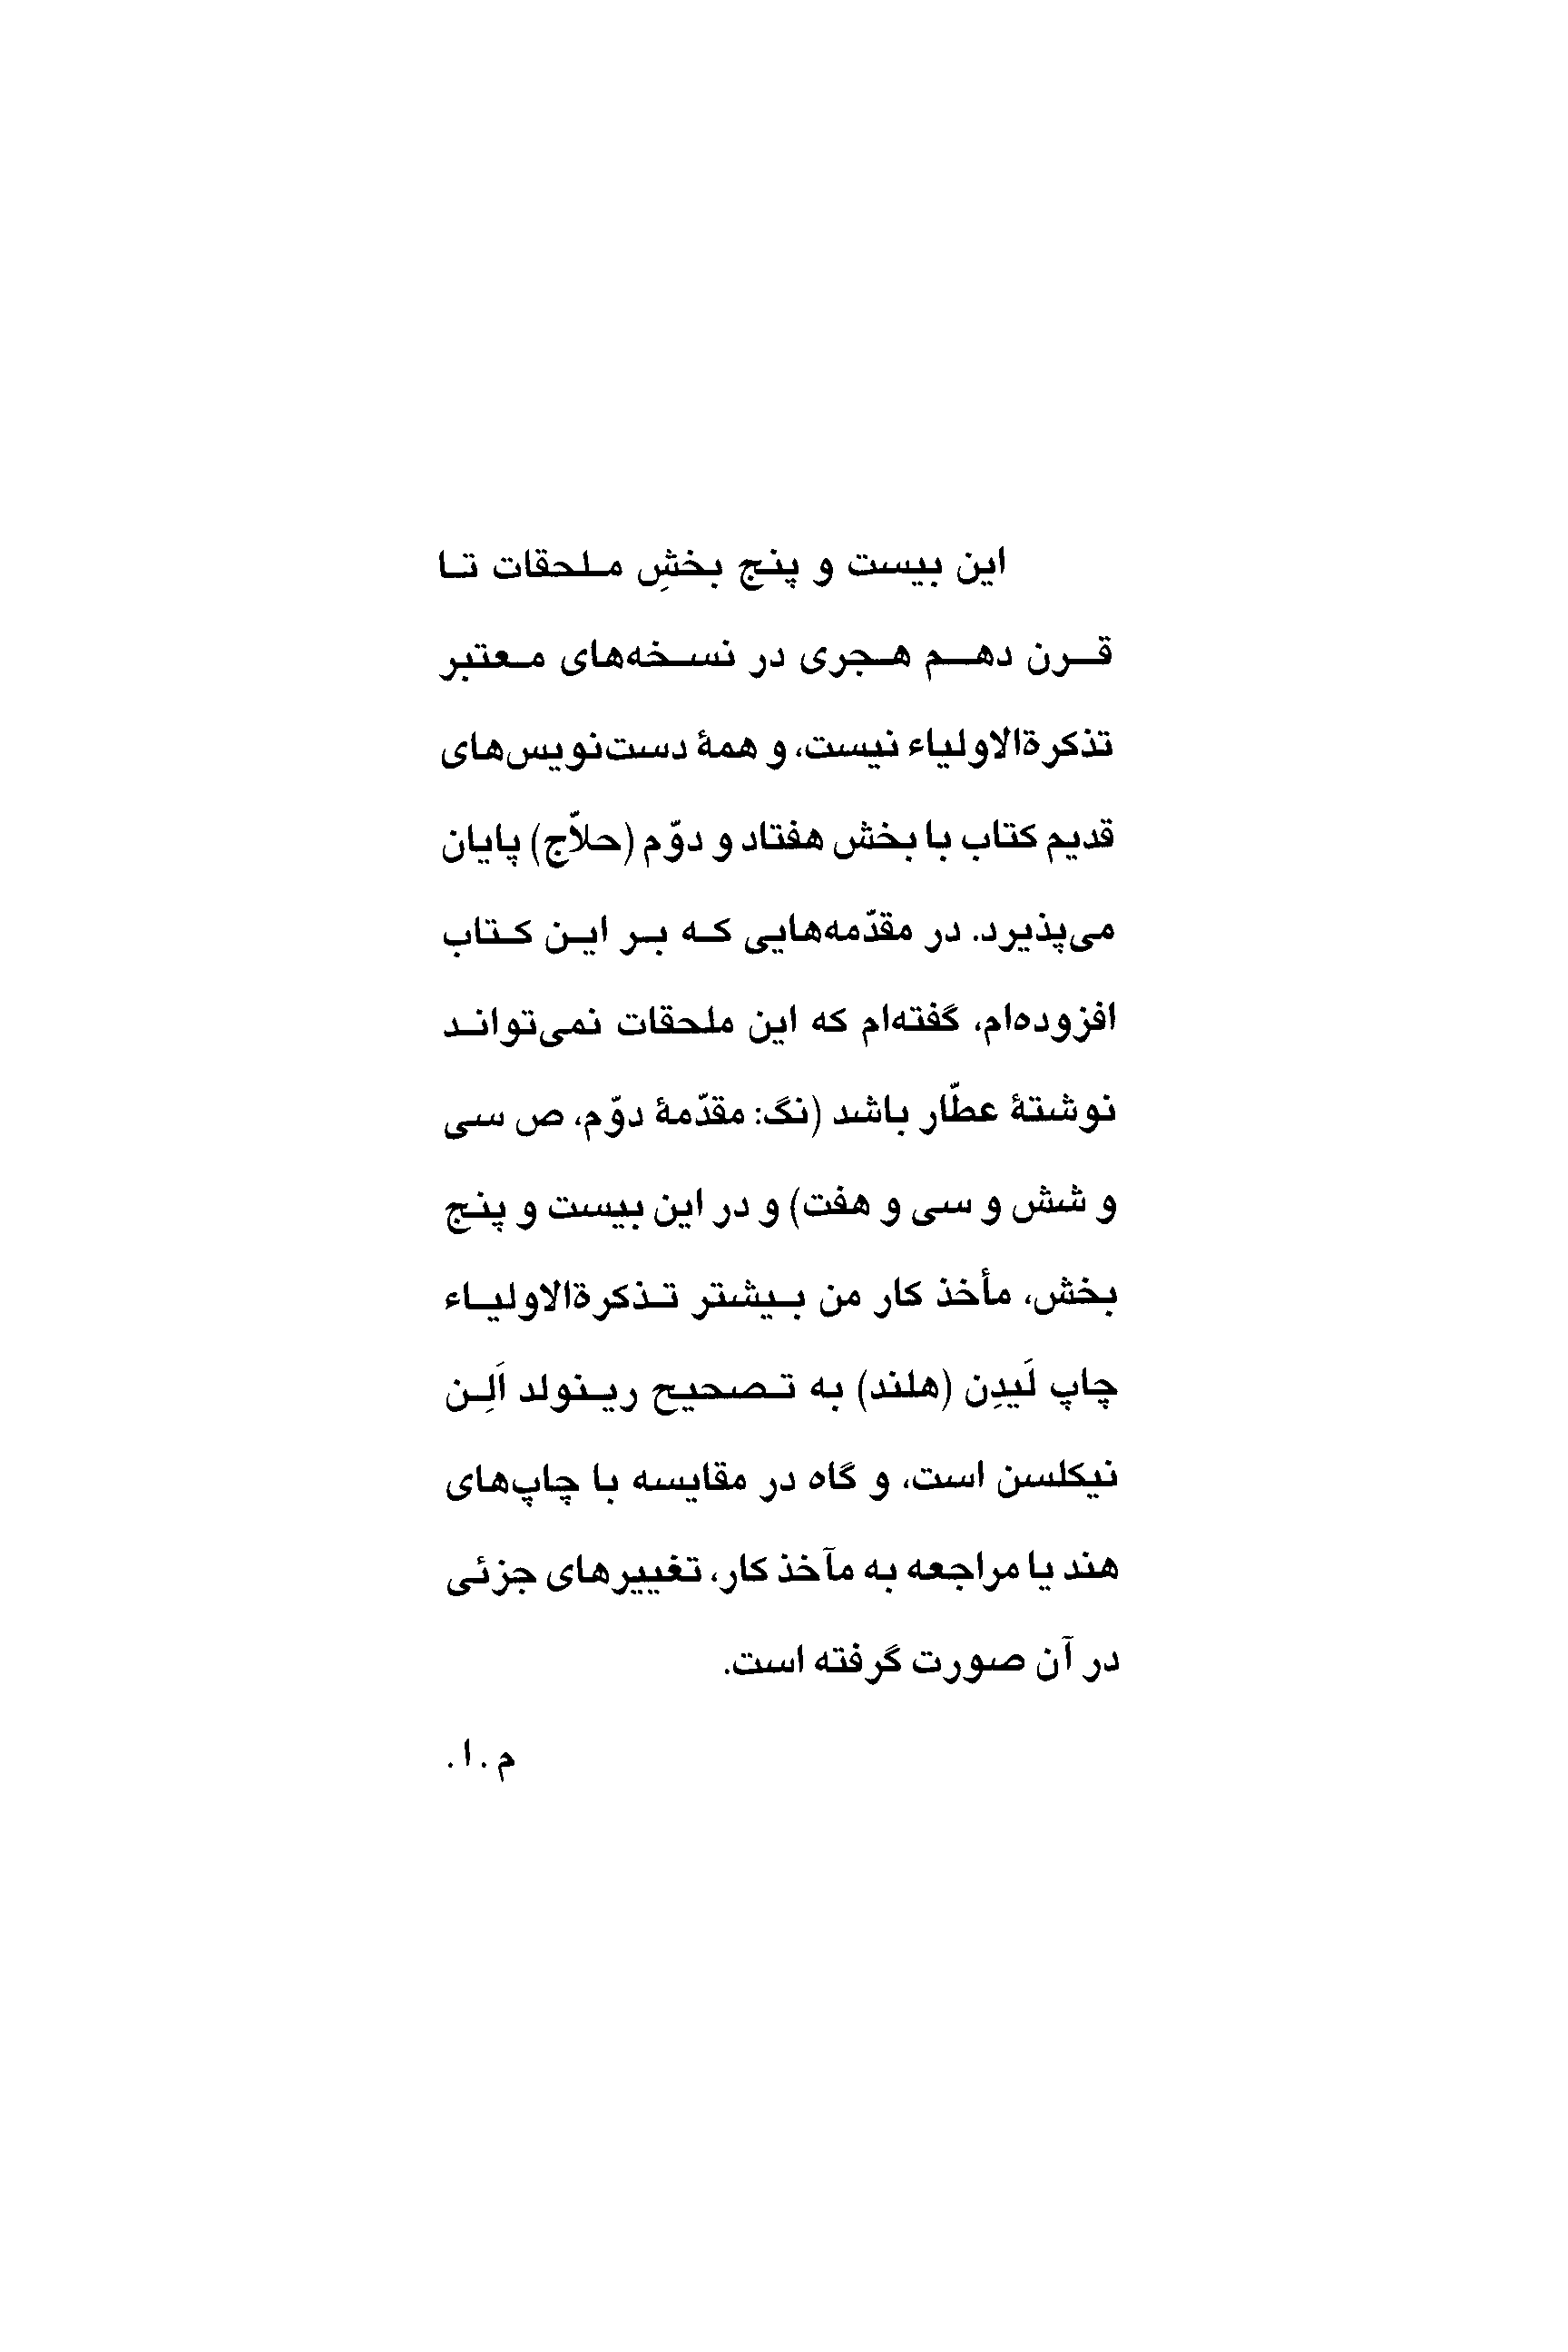 این بیست و پنج بخشِ ملحقات تا
قرن دهم هجری در نسخه‌های معتبر
تذکرةالاولیاء نیست، و همهٔ دست‌نویس‌های
قدیم کتاب با بخش هفتاد و دوّم (حلاّج) پایان
می‌پذیرد. در مقدّمه‌هایی که بر این کتاب
افزوده‌ام، گفته‌ام که این ملحقات نمی‌تواند
نوشتهٔ عطّار باشد (نگ: مقدّمهٔ دوّم، ص سی
و شش و سی و هفت) و در این بیست و پنج
بخش، مأخذ کار من بیشتر تذکرةالاولیاء
چاپ لَیدِن (هلند) به تصحیح رینولد اَلِن
نیکلسن است، و گاه در مقایسه با چاپ‌های
هند یا مراجعه به مآخذ کار، تغییرهای جزئی
در آن صورت گرفته است.
م.ا.